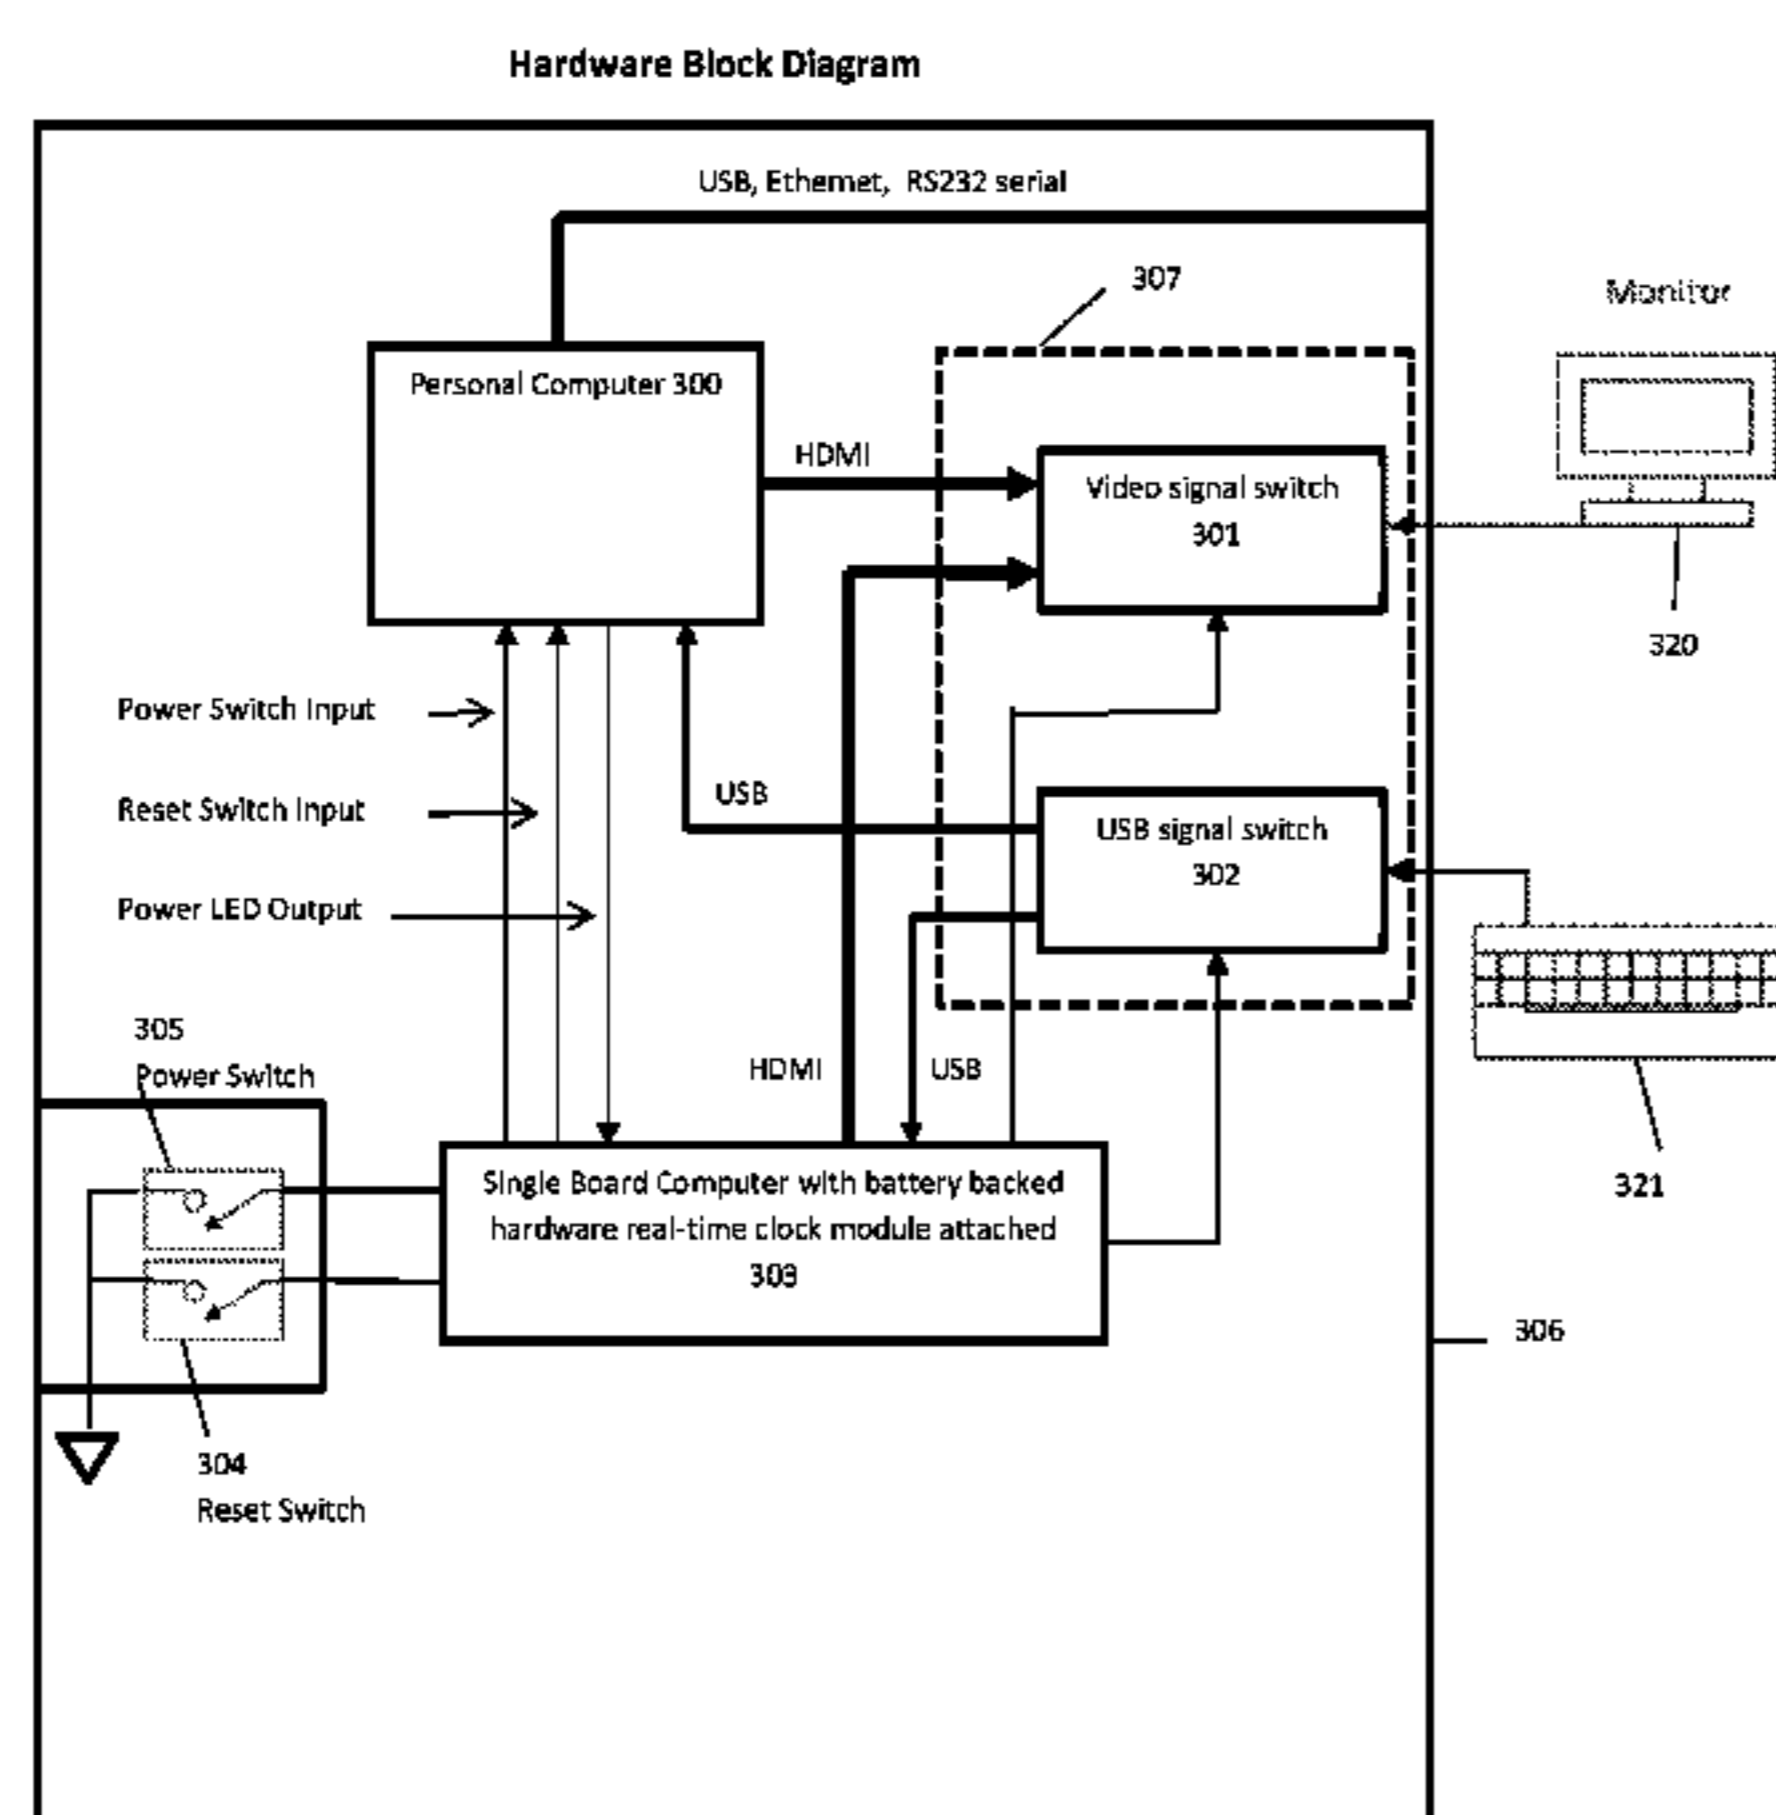 Hardware Block Diagram
USB, Ethernet, RS232 serial
307
Monitor
Personal Computer 300
HDMI
Video signal switch
301
320
Power Switch Input
USB
Reset Switch Input
USB signal switch
302
Power LED Output
305
Power Switch
HDMI
USB
321
Single Board Computer with battery backed
hardware real-time clock module attached
303
306
304
Reset Switch